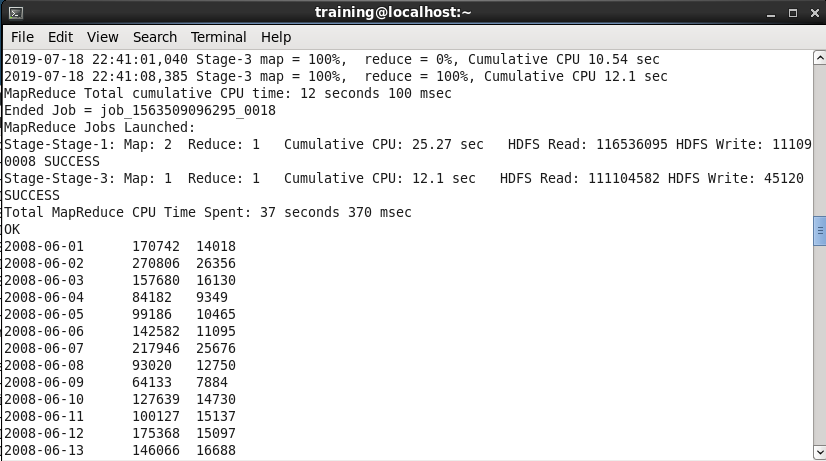 training@localhost:~
File Edit View Search Terminal Help
2019-07-18 22:41:01,040 Stage-3 map = 100%,  reduce = 0%, Cumulative CPU 10.54 sec
2019-07-18 22:41:08,385 Stage-3 map = 100%,  reduce = 100%, Cumulative CPU 12.1 sec
MapReduce Total cumulative CPU time: 12 seconds 100 msec
Ended Job = job_1563509096295_0018
MapReduce Jobs Launched:
Stage-Stage-1: Map: 2  Reduce: 1   Cumulative CPU: 25.27 sec   HDFS Read: 116536095 HDFS Write: 11109
0008 SUCCESS
Stage-Stage-3: Map: 1  Reduce: 1   Cumulative CPU: 12.1 sec   HDFS Read: 111104582 HDFS Write: 45120
SUCCESS
Total MapReduce CPU Time Spent: 37 seconds 370 msec
OK
2008-06-01	170742	14018
2008-06-02	270806	26356
2008-06-03	157680	16130
2008-06-04	84182	9349
2008-06-05	99186	10465
2008-06-06	142582	11095
2008-06-07	217946	25676
2008-06-08	93020	12750
2008-06-09	64133	7884
2008-06-10	127639	14730
2008-06-11	100127	15137
2008-06-12	175368	15097
2008-06-13	146066	16688